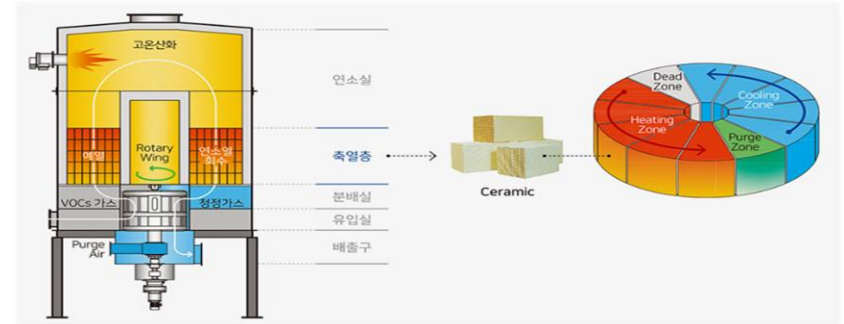 고온산화
예열
Rotary
Wing
연소열
회수
VOCs 가스
청정가스
Purge
Air
연소실
축열층
분배실
유입실
배출구
Ceramic
Dead
Zone
Cooling
Zone
Heating
Zone
Purge
Zone